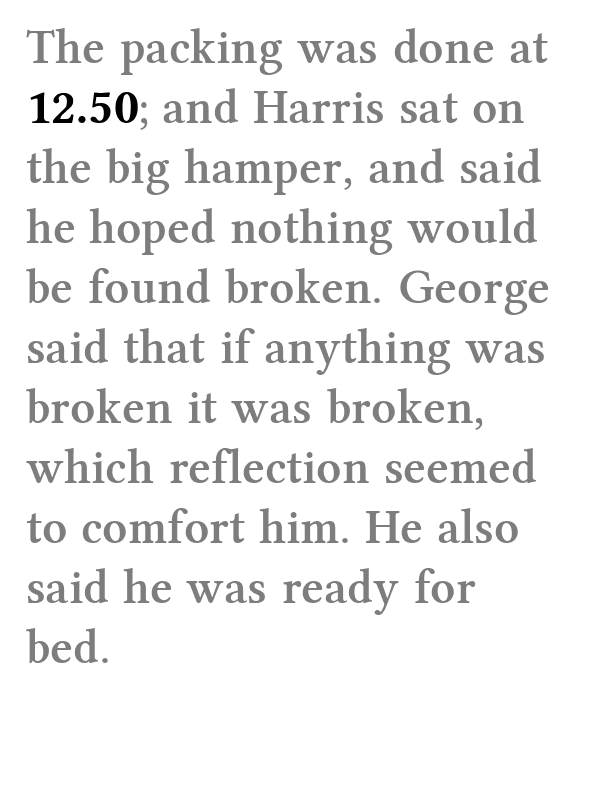 The packing was done at
12.50; and Harris sat on
the big hamper, and said
he hoped nothing would
be found broken. George
said that if anything was
broken it was broken,
which reflection seemed
to comfort him. He also
said he was ready for
bed.